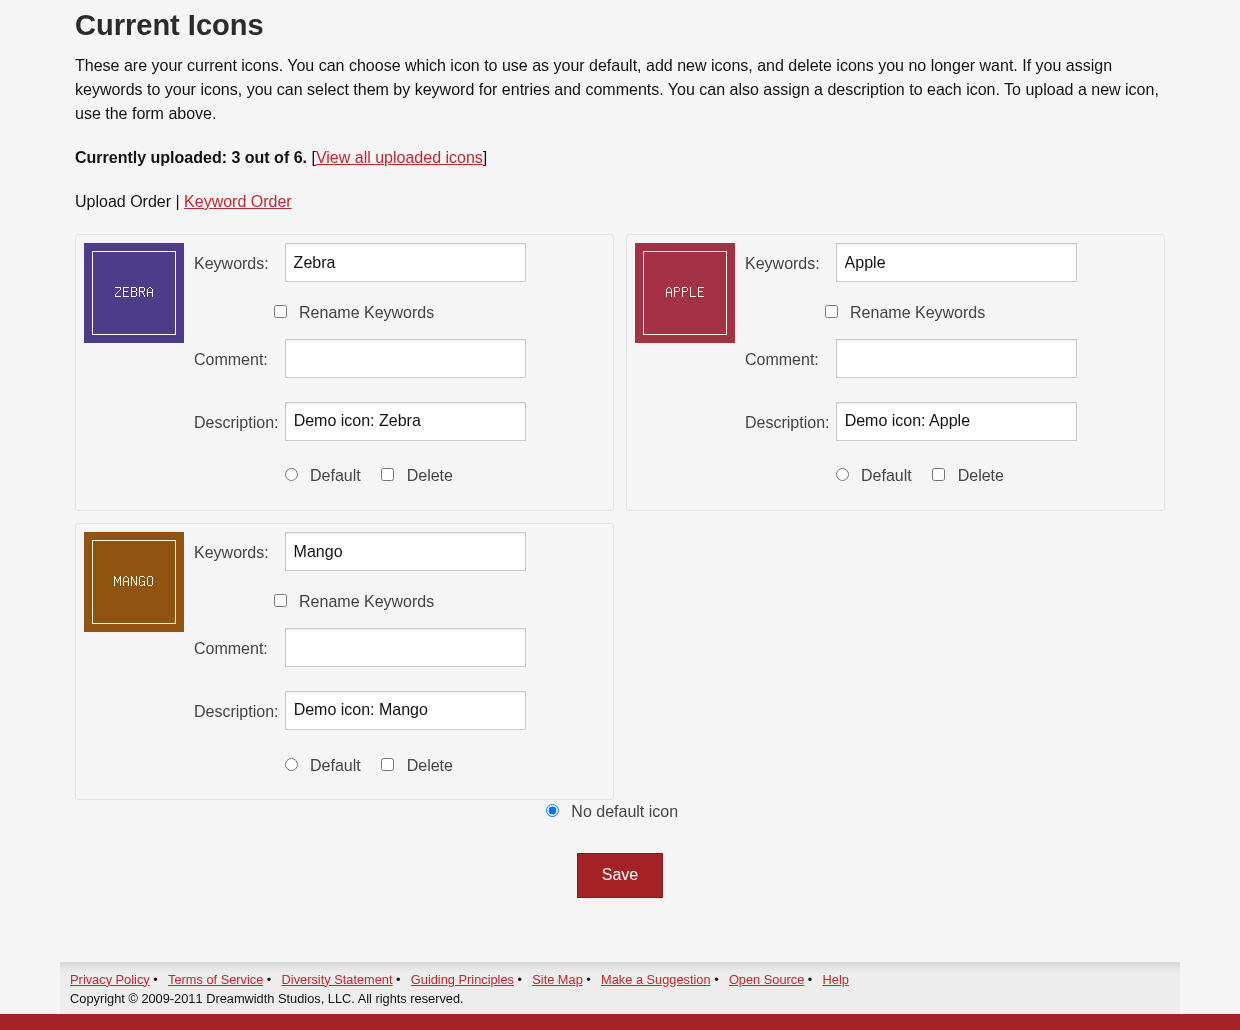 Current Icons
These are your current icons. You can choose which icon to use as your default, add new icons, and delete icons you no longer want. If you assign
keywords to your icons, you can select them by keyword for entries and comments. You can also assign a description to each icon. To upload a new icon,
use the form above.
Currently uploaded: 3 out of 6. [View all uploaded icons]
Upload Order | Keyword Order
ZEBRA
Keywords: Zebra
Rename Keywords
Comment:
Description: Demo icon: Zebra
Default Delete
APPLE
Keywords: Apple
Rename Keywords
Comment:
Description: Demo icon: Apple
Default Delete
MANGO
Keywords: Mango
Rename Keywords
Comment:
Description: Demo icon: Mango
Default Delete
No default icon
Save
Privacy Policy • Terms of Service • Diversity Statement • Guiding Principles • Site Map • Make a Suggestion • Open Source • Help
Copyright © 2009-2011 Dreamwidth Studios, LLC. All rights reserved.